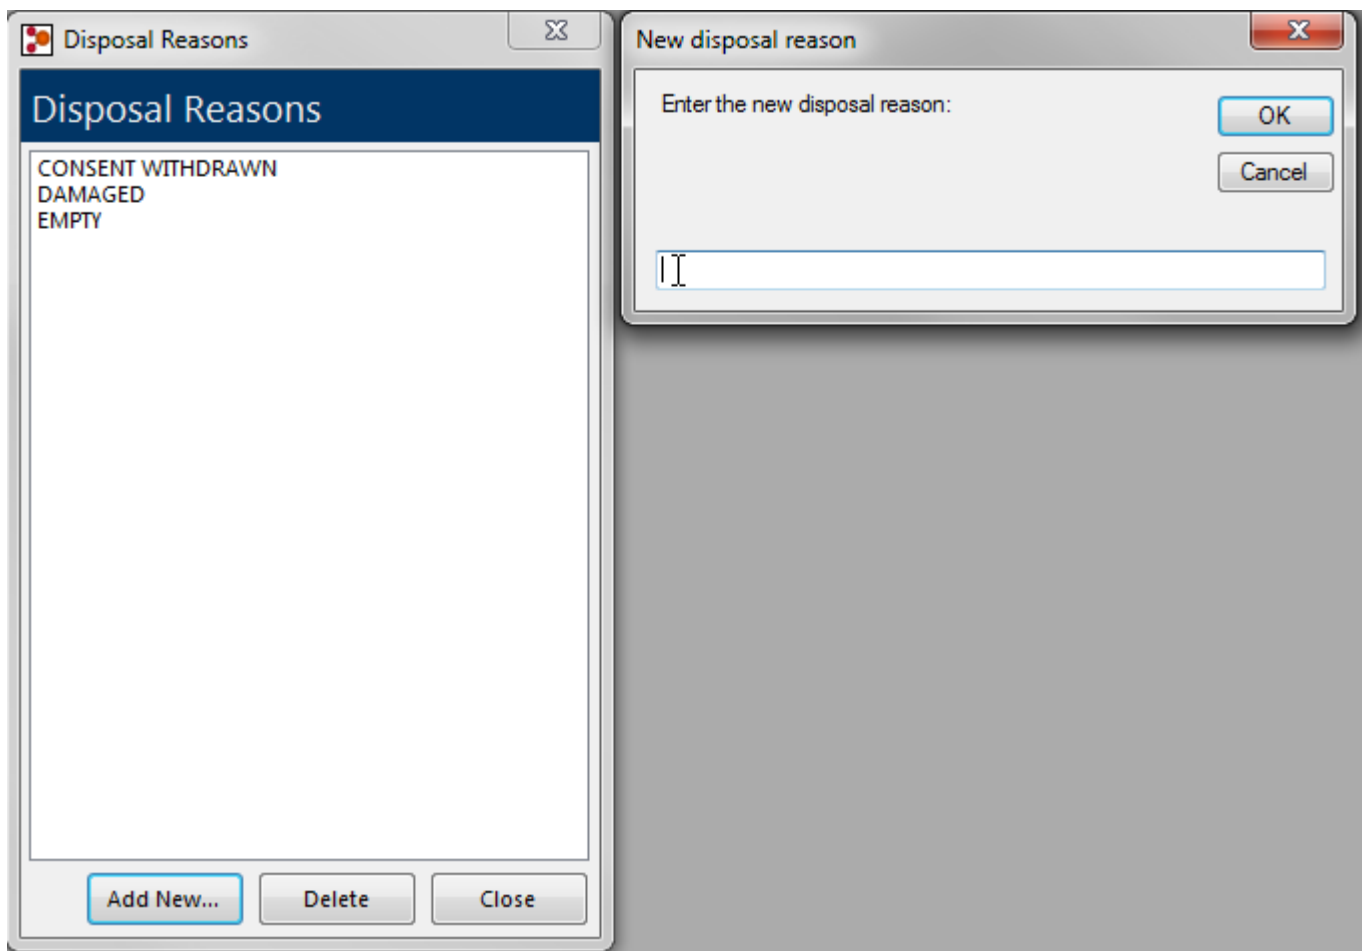 Disposal Reasons
Disposal Reasons
CONSENT WITHDRAWN
DAMAGED
EMPTY
Add New...
Delete
Close
New disposal reason
Enter the new disposal reason:
OK
Cancel